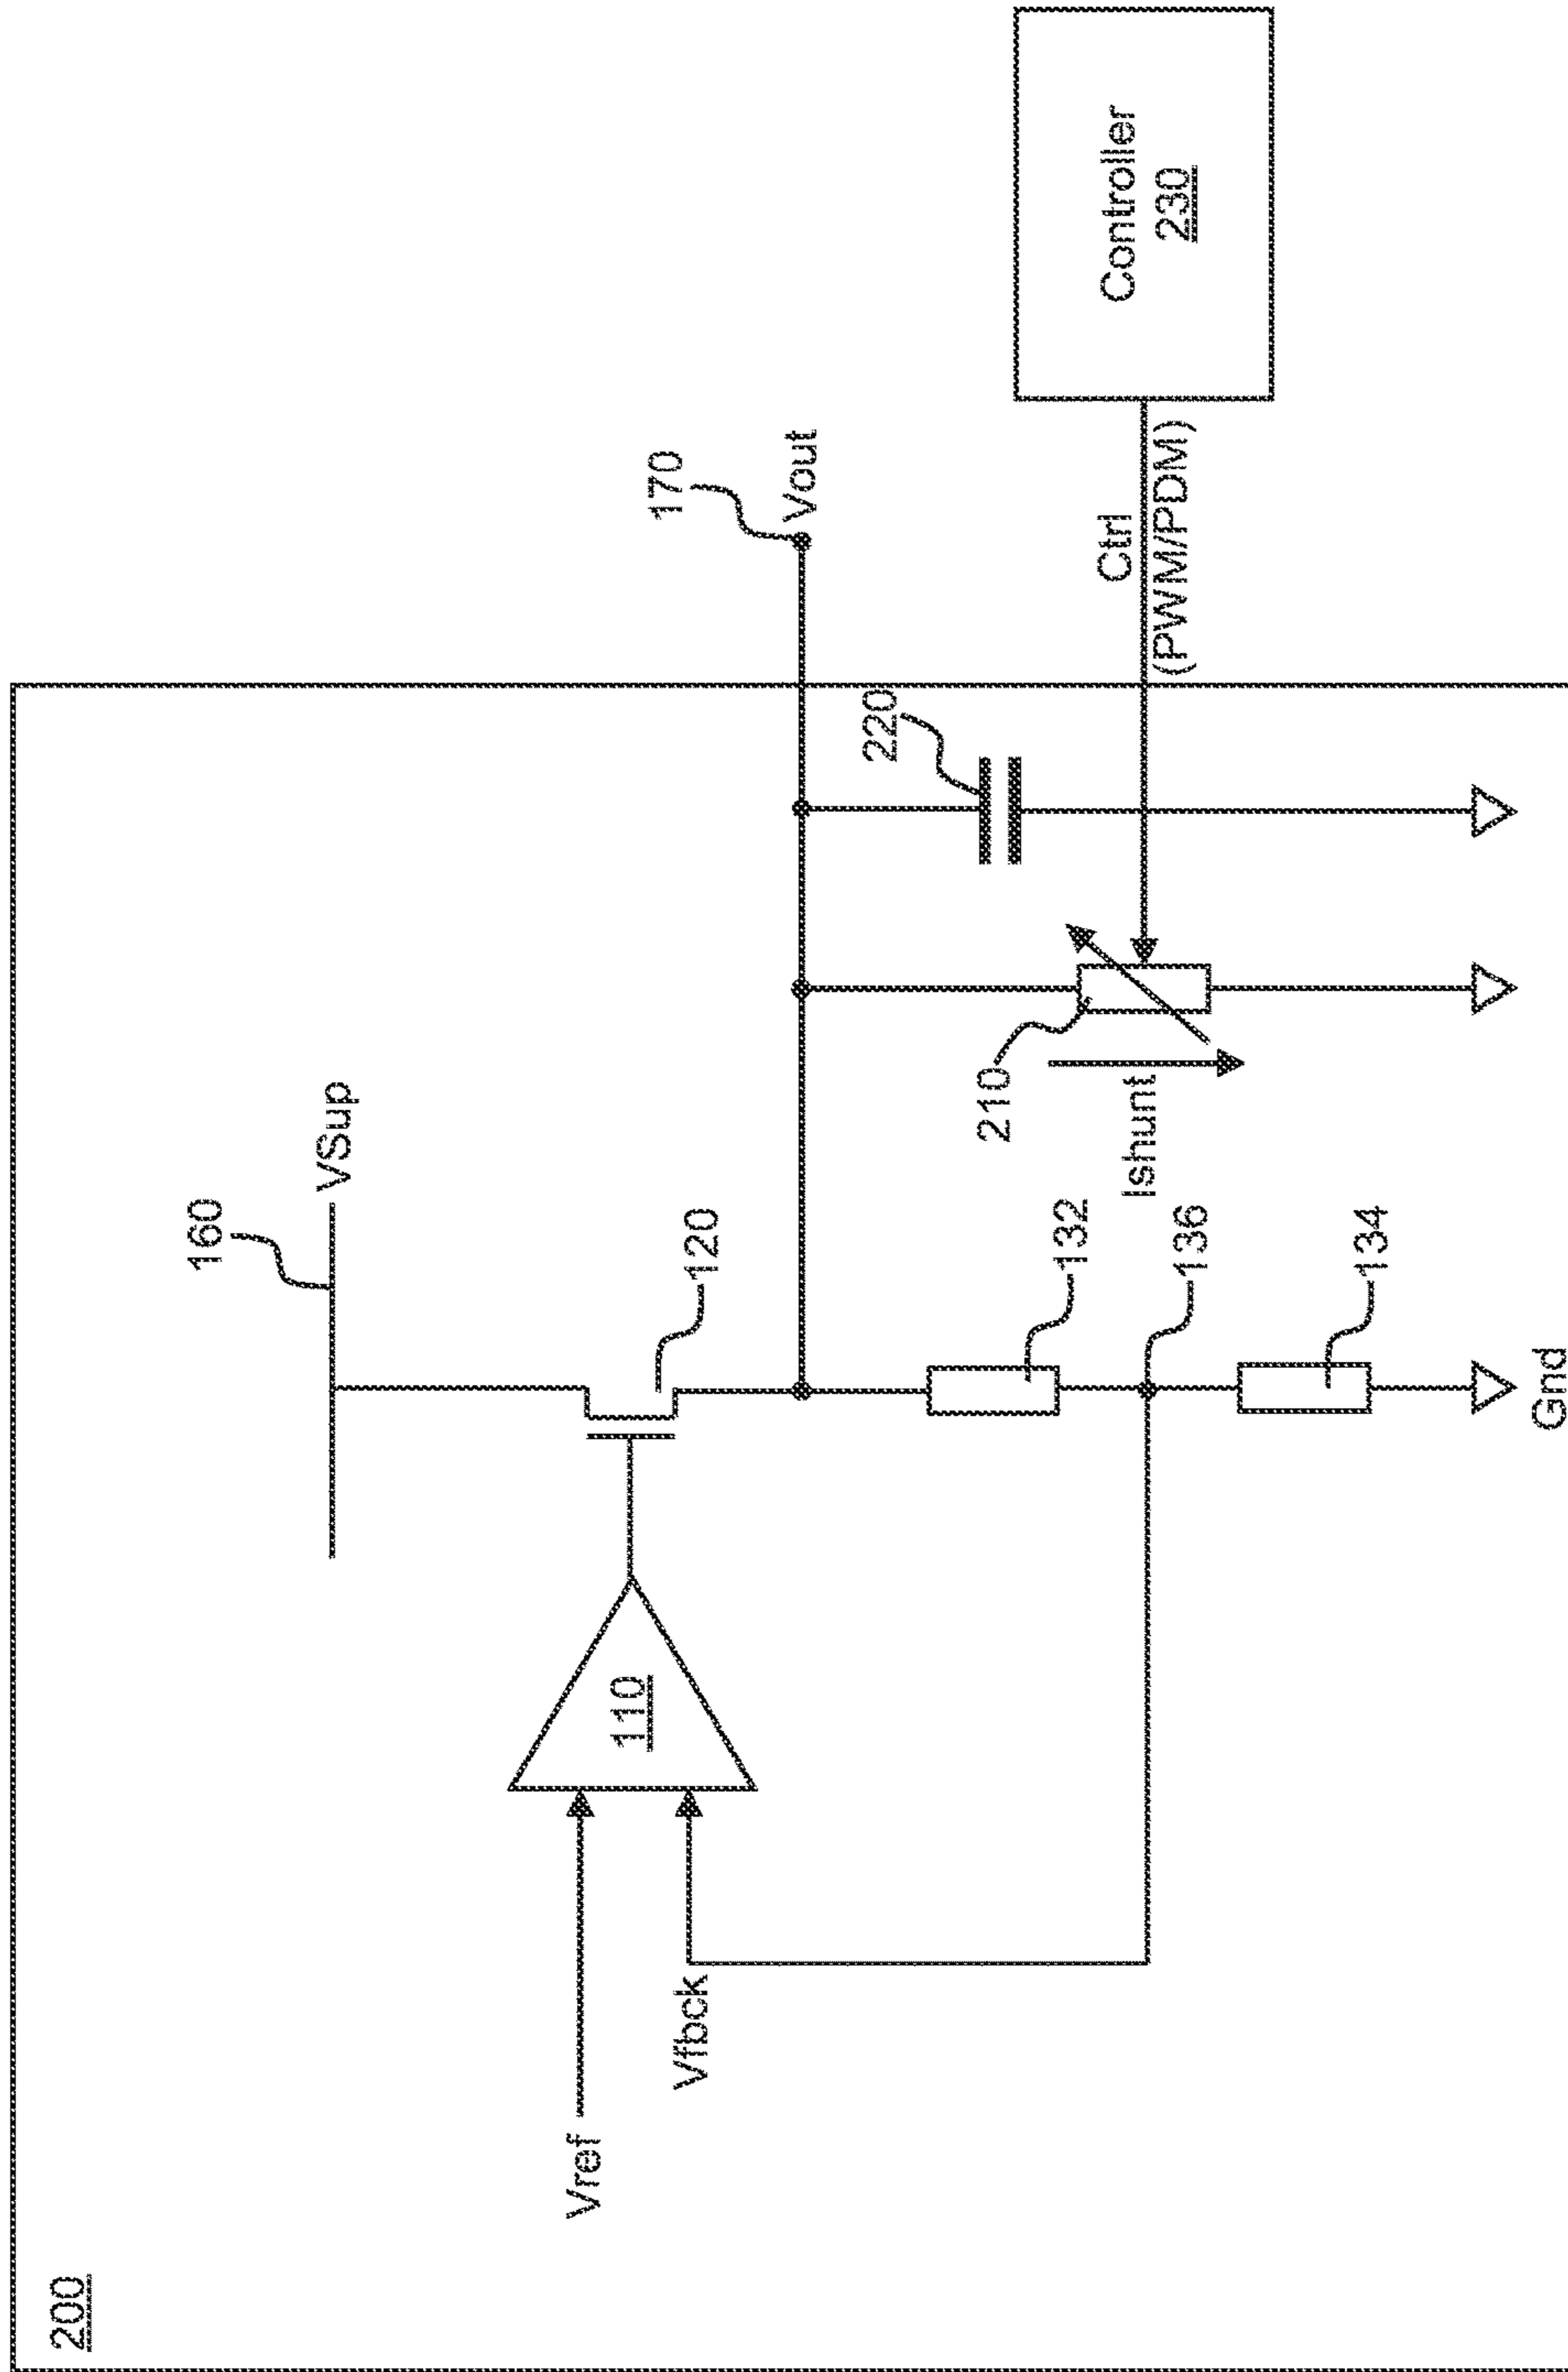 200
160
VSup
Vref
110
120
170
Vout
Vfbck
220
132
210
Ishunt
136
134
Gnd
Ctrl
(PWM/PDM)
Controller
230